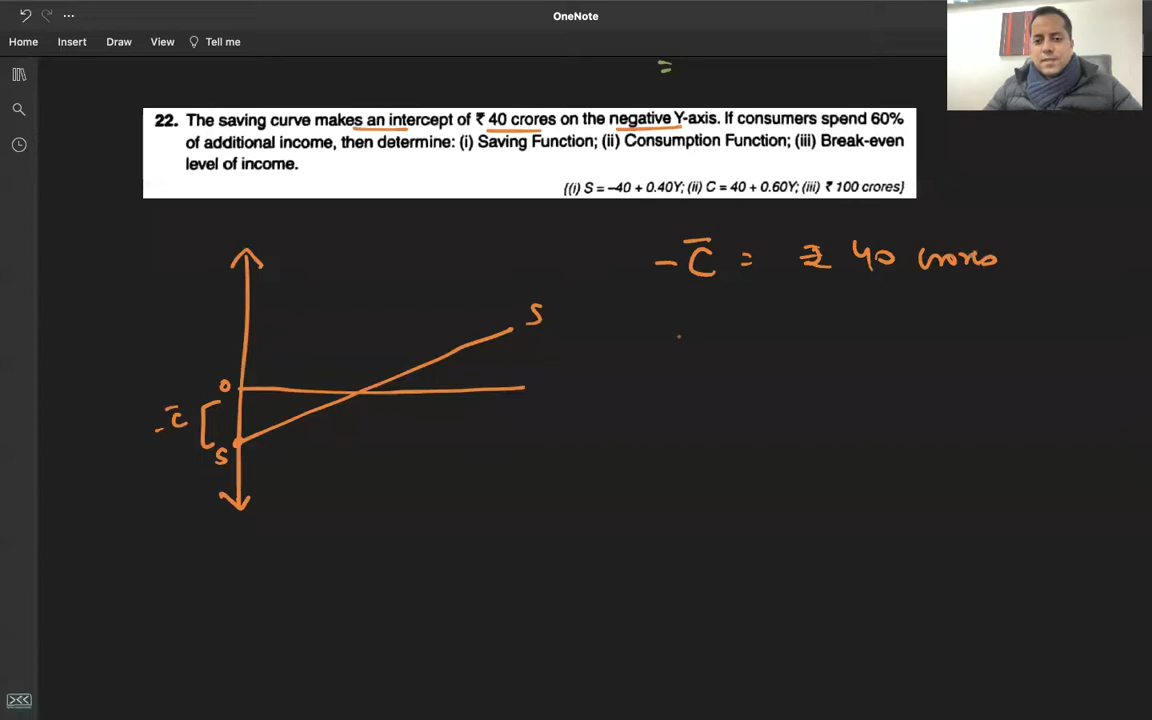 OneNote
Home Insert Draw View Tell me
=
22. The saving curve makes an intercept of ₹ 40 crores on the negative Y-axis. If consumers spend 60%
of additional income, then determine: (i) Saving Function; (ii) Consumption Function; (iii) Break-even
level of income.
{(i) S = –40 + 0.40Y; (ii) C = 40 + 0.60Y; (iii) ₹ 100 crores}
- C̅ = ₹ 40 crores
S
0
- C̅
S